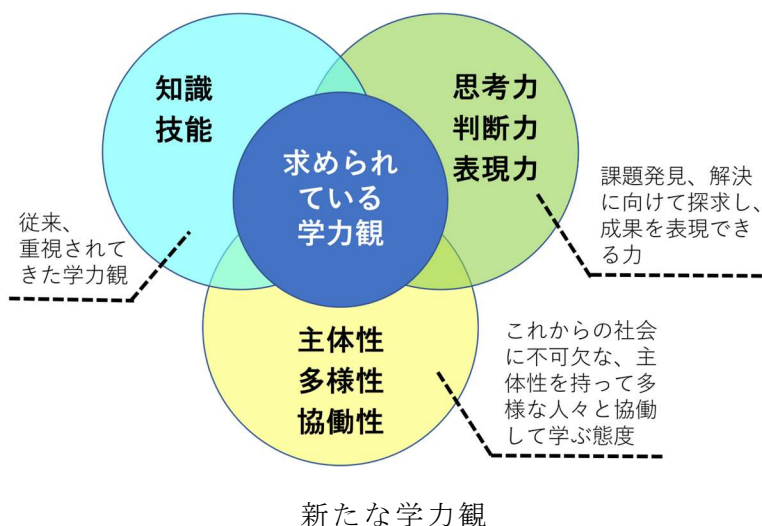 知識
技能
思考力
判断力
表現力
求められ
ている
学力観
従来、
重視されて
きた学力観
課題発見、解決
に向けて探求し、
成果を表現でき
る力
主体性
多様性
協働性
これからの社会
に不可欠な、主
体性を持って多
様な人々と協働
して学ぶ態度
新たな学力観